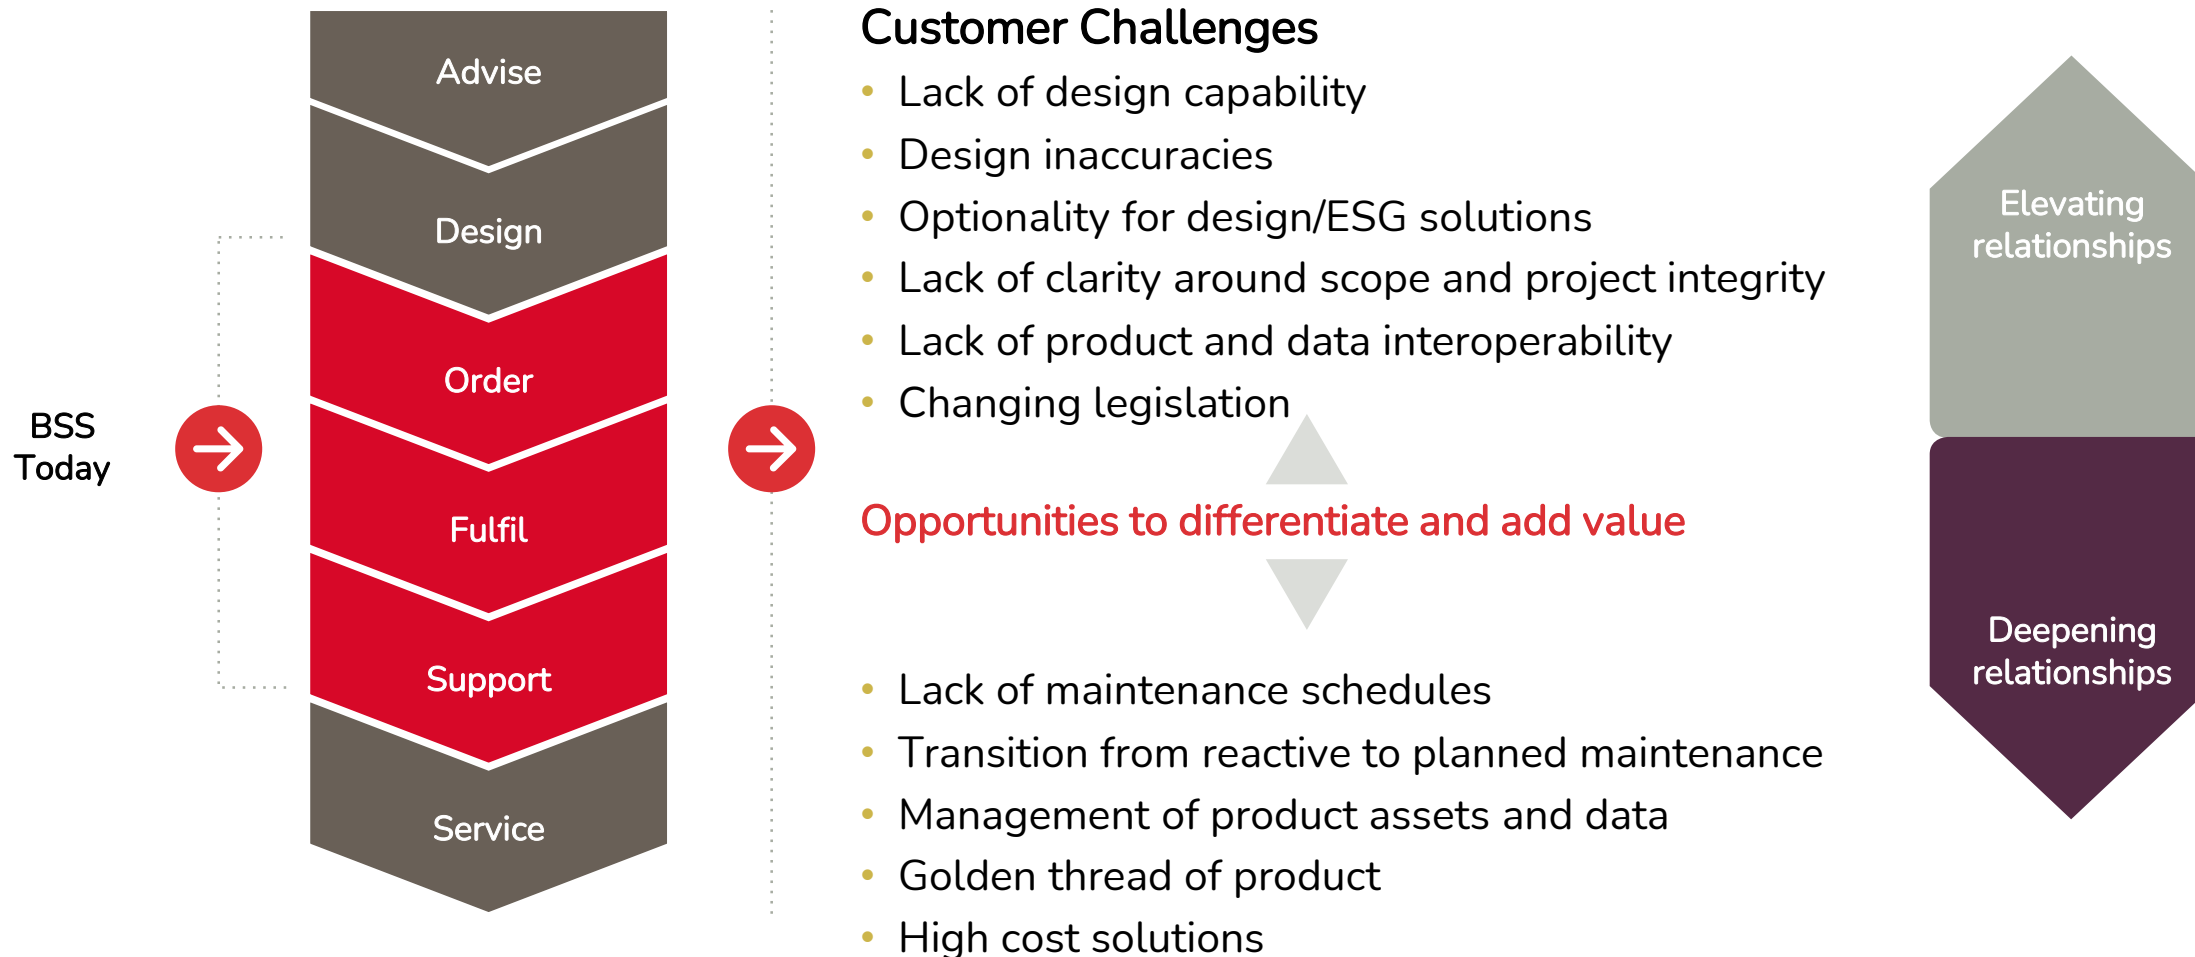 BSS
Today
Advise
Design
Order
Fulfil
Support
Service
Customer Challenges
• Lack of design capability
• Design inaccuracies
• Optionality for design/ESG solutions
• Lack of clarity around scope and project integrity
• Lack of product and data interoperability
• Changing legislation
Opportunities to differentiate and add value
• Lack of maintenance schedules
• Transition from reactive to planned maintenance
• Management of product assets and data
• Golden thread of product
• High cost solutions
Elevating
relationships
Deepening
relationships